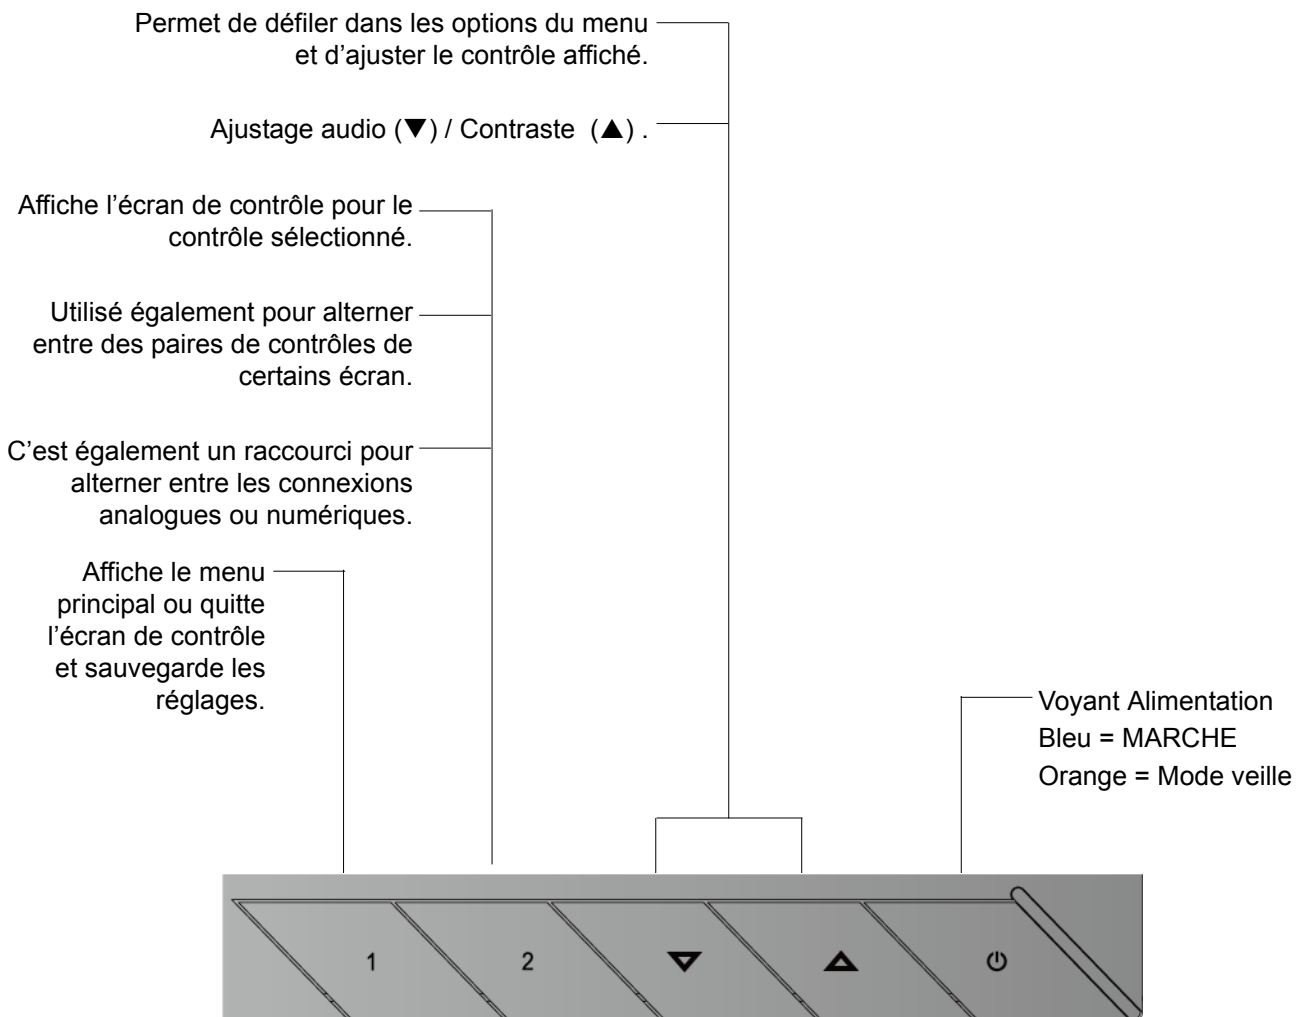 Permet de défiler dans les options du menu
et d'ajuster le contrôle affiché.
Ajustage audio (▼) / Contraste (▲) .
Affiche l’écran de contrôle pour le
contrôle sélectionné.
Utilisé également pour alterner
entre des paires de contrôles de
certains écran.
C’est également un raccourci pour
alterner entre les connexions
analogues ou numériques.
Affiche le menu
principal ou quitte
l’écran de contrôle
et sauvegarde les
réglages.
Voyant Alimentation
Bleu = MARCHE
Orange = Mode veille
1
2